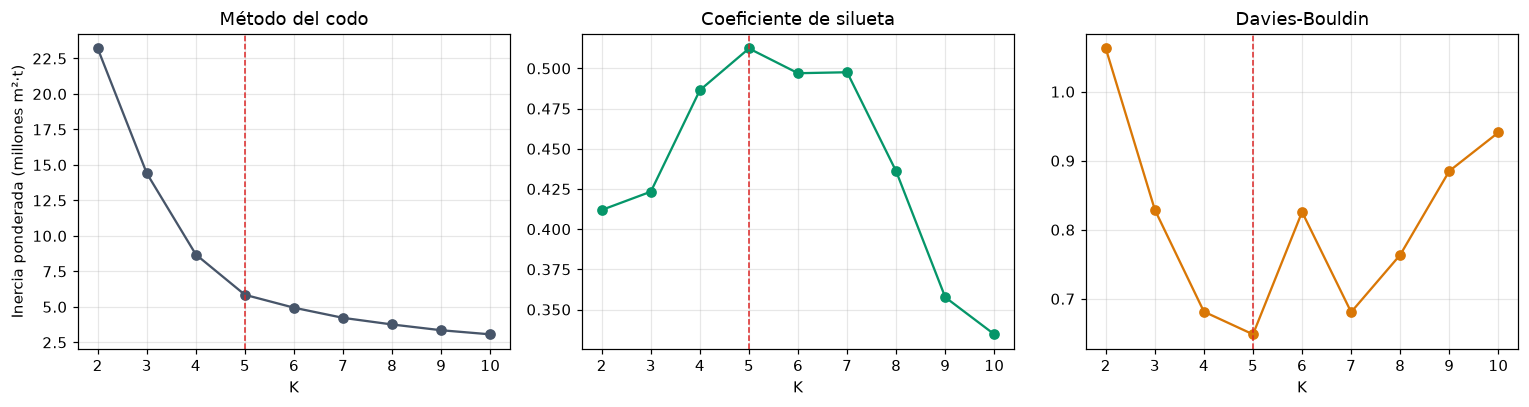 Método del codo
Inercia ponderada (millones m²·t)
22.5
20.0
17.5
15.0
12.5
10.0
7.5
5.0
2.5
2 3 4 5 6 7 8 9 10
K
Coeficiente de silueta
0.500
0.475
0.450
0.425
0.400
0.375
0.350
2 3 4 5 6 7 8 9 10
K
Davies-Bouldin
1.0
0.9
0.8
0.7
2 3 4 5 6 7 8 9 10
K